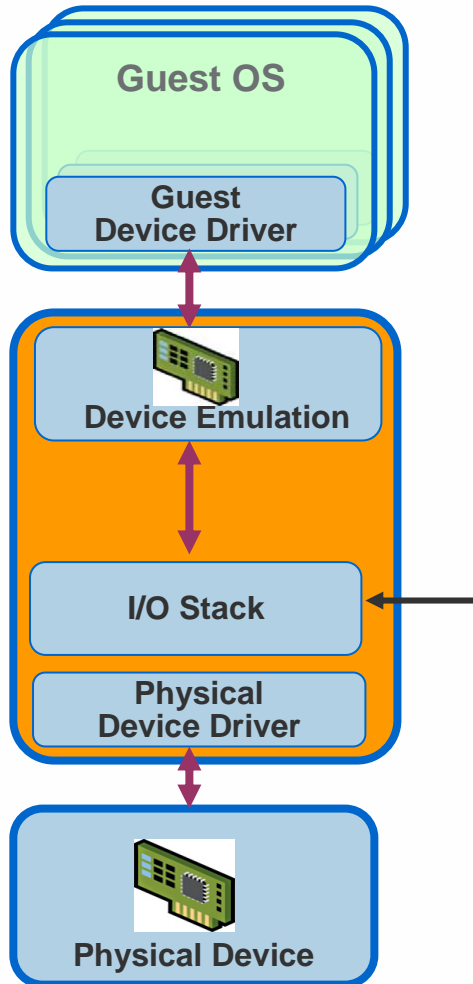 Guest OS
Guest
Device Driver
Device Emulation
I/O Stack
Physical
Device Driver
Physical Device